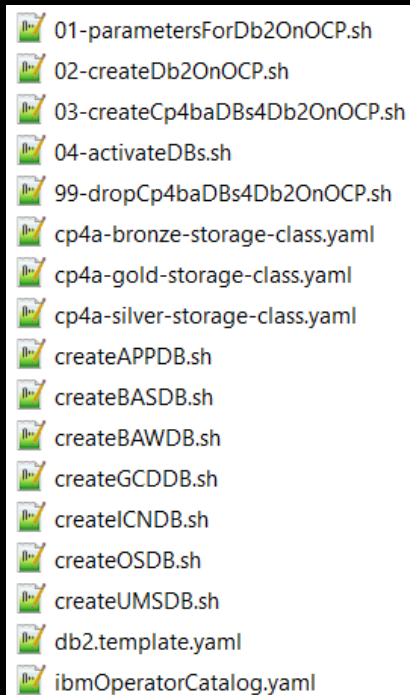 01-parametersForDb2OnOCP.sh
02-createDb2OnOCP.sh
03-createCp4baDBs4Db2OnOCP.sh
04-activateDBs.sh
99-dropCp4baDBs4Db2OnOCP.sh
cp4a-bronze-storage-class.yaml
cp4a-gold-storage-class.yaml
cp4a-silver-storage-class.yaml
createAPPDB.sh
createBASDB.sh
createBAWDB.sh
createGCDDB.sh
createICNDB.sh
createOSDB.sh
createUMSDB.sh
db2.template.yaml
ibmOperatorCatalog.yaml